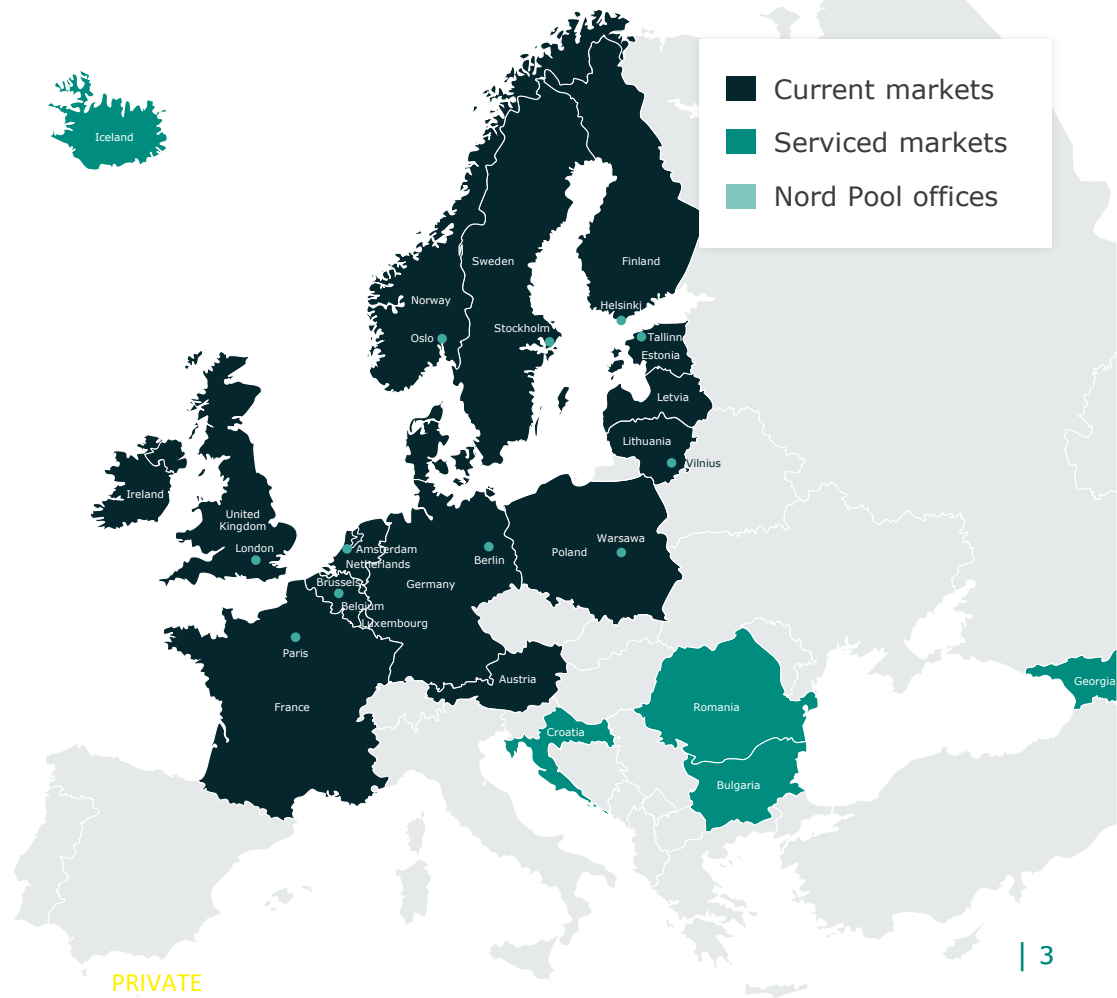 Current markets
Serviced markets
Nord Pool offices
Iceland
Sweden
Finland
Norway
Helsinki
Stockholm
Oslo
Tallinn
Estonia
Letvia
Lithuania
Vilnius
Ireland
United
Kingdom
London
Amsterdam
Netherlands
Berlin
Warsawa
Poland
Brussels
Germany
Belgium
Luxembourg
Paris
Austria
France
Georgia
Romania
Croatia
Bulgaria
| 3
PRIVATE